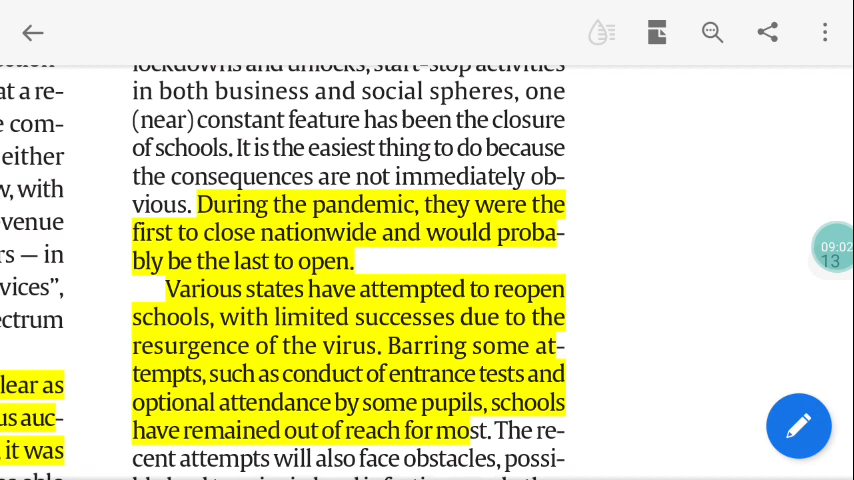 lockdowns and unlocks, start-stop activities
in both business and social spheres, one
(near) constant feature has been the closure
of schools. It is the easiest thing to do because
the consequences are not immediately ob-
vious. During the pandemic, they were the
first to close nationwide and would proba-
bly be the last to open.
Various states have attempted to reopen
schools, with limited successes due to the
resurgence of the virus. Barring some at-
tempts, such as conduct of entrance tests and
optional attendance by some pupils, schools
have remained out of reach for most. The re-
cent attempts will also face obstacles, possi-
at a re-
e com-
either
w, with
venue
rs — in
vices”,
ectrum
lear as
us auc-
, it was
09:02
13